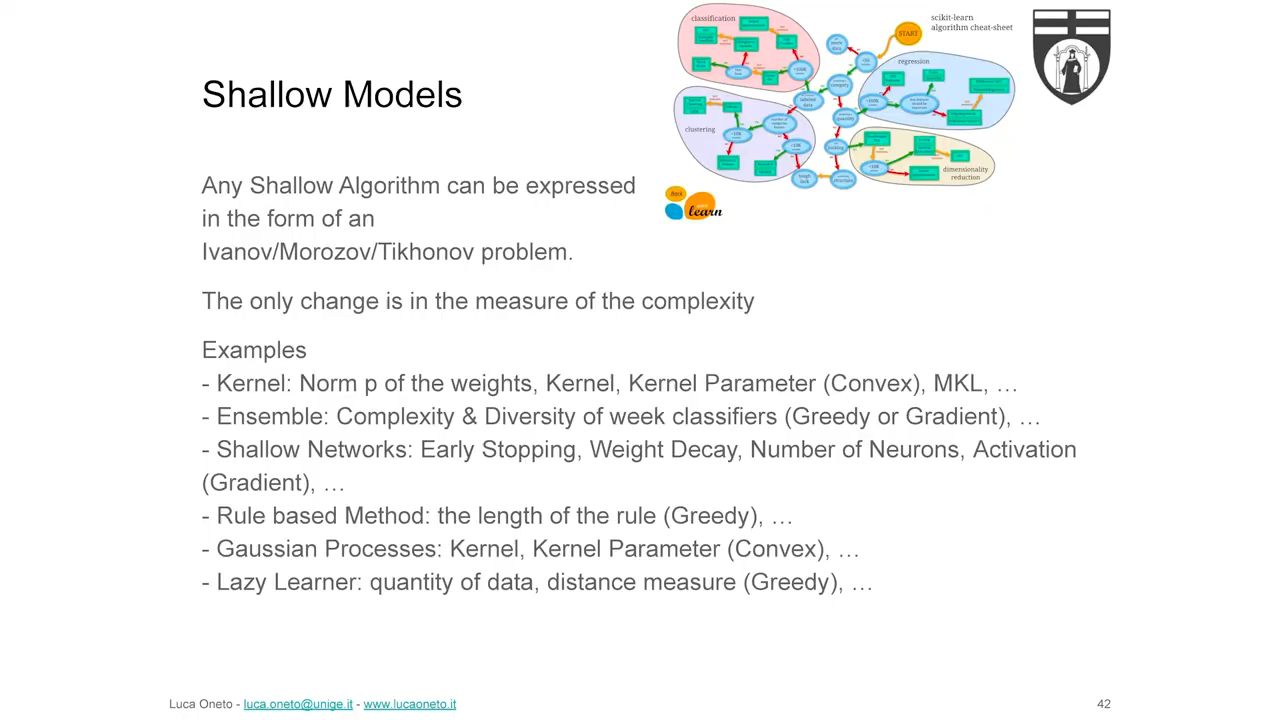 Shallow Models
classification
START
scikit-learn
algorithm cheat-sheet
regression
clustering
dimensionality
reduction
learn
Any Shallow Algorithm can be expressed
in the form of an
Ivanov/Morozov/Tikhonov problem.
The only change is in the measure of the complexity
Examples
- Kernel: Norm p of the weights, Kernel, Kernel Parameter (Convex), MKL, …
- Ensemble: Complexity & Diversity of week classifiers (Greedy or Gradient), …
- Shallow Networks: Early Stopping, Weight Decay, Number of Neurons, Activation
(Gradient), …
- Rule based Method: the length of the rule (Greedy), …
- Gaussian Processes: Kernel, Kernel Parameter (Convex), …
- Lazy Learner: quantity of data, distance measure (Greedy), …
Luca Oneto - luca.oneto@unige.it - www.lucaoneto.it
42